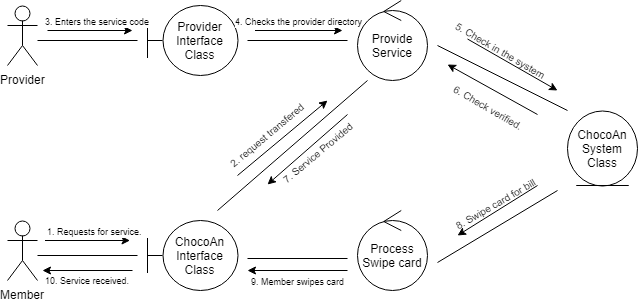 3. Enters the service code
4. Checks the provider directory
Provider
Interface
Class
Provide
Service
Provider
5. Check in the system
6. Check verified.
2. request transfered
7. Service Provided
ChocoAn
System
Class
8. Swipe card for bill
1. Requests for service.
ChocoAn
Interface
Class
Process
Swipe card
10. Service received.
9. Member swipes card
Member